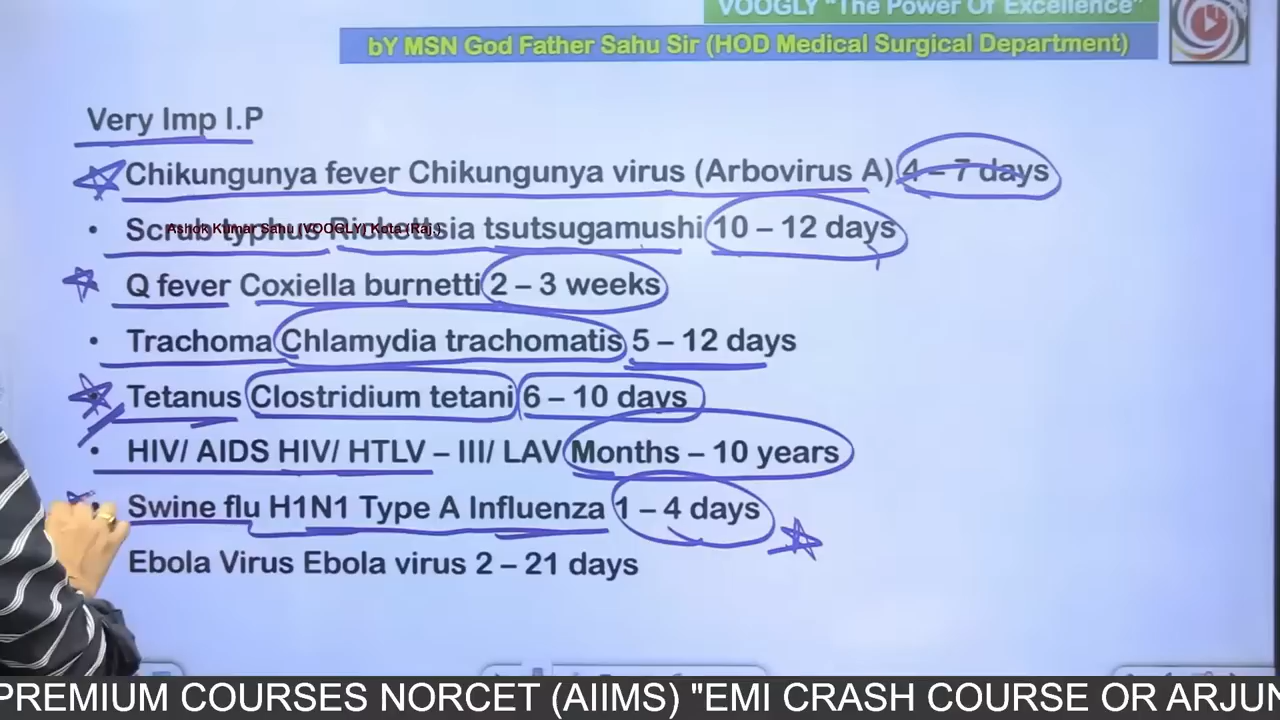 VOOGLY "The Power Of Excellence"
bY MSN God Father Sahu Sir (HOD Medical Surgical Department)
Very Imp I.P
Chikungunya fever Chikungunya virus (Arbovirus A) 4 – 7 days
• Scrub typhus Rickettsia tsutsugamushi 10 – 12 days
Ashok Kumar Sahu (VOOGLY) Kota (Raj.)
Q fever Coxiella burnetti 2 – 3 weeks
• Trachoma Chlamydia trachomatis 5 – 12 days
• Tetanus Clostridium tetani 6 – 10 days
• HIV/ AIDS HIV/ HTLV – III/ LAV Months – 10 years
• Swine flu H1N1 Type A Influenza 1 – 4 days
Ebola Virus Ebola virus 2 – 21 days
PREMIUM COURSES NORCET (AIIMS) "EMI CRASH COURSE OR ARJUN